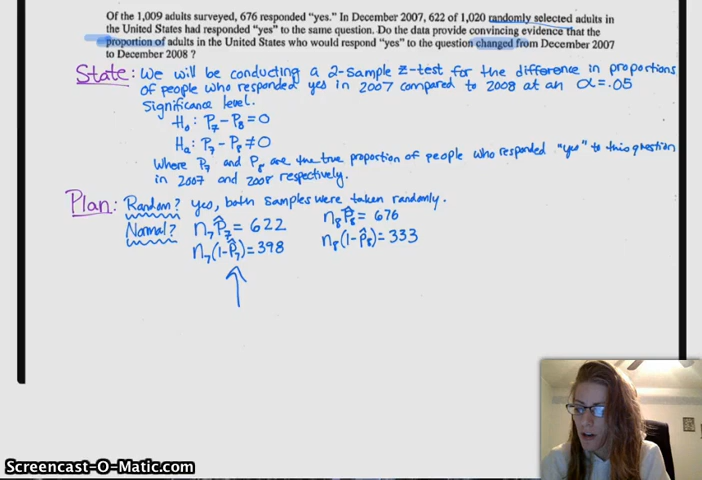 Of the 1,009 adults surveyed, 676 responded "yes." In December 2007, 622 of 1,020 randomly selected adults in
the United States had responded "yes" to the same question. Do the data provide convincing evidence that the
proportion of adults in the United States who would respond "yes" to the question changed from December 2007
to December 2008 ?
State: We will be conducting a 2-Sample z-test for the difference in proportions
of people who responded yes in 2007 compared to 2008 at an α=.05
Significance level.
H₀: P₇-P₈=0
Hₐ: P₇-P₈≠0
Where P₇ and P₈ are the true proportion of people who responded "yes" to this question
in 2007 and 2008 respectively.
Plan: Random? yes, both samples were taken randomly.
Normal? n₇P̂₇=622 n₈P̂₈=676
n₇(1-P̂₇)=398 n₈(1-p̂₈)=333
Screencast-O-Matic.com